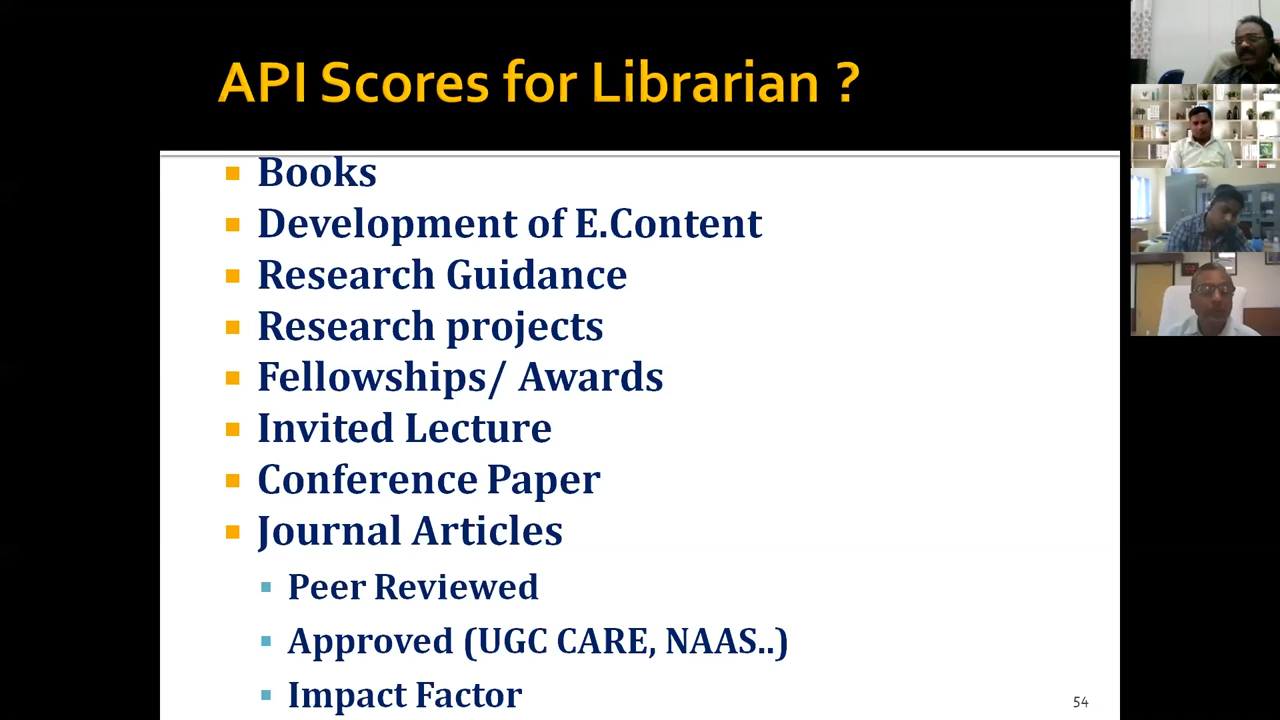 API Scores for Librarian ?
Books
Development of E.Content
Research Guidance
Research projects
Fellowships/ Awards
Invited Lecture
Conference Paper
Journal Articles
Peer Reviewed
Approved (UGC CARE, NAAS..)
Impact Factor
54